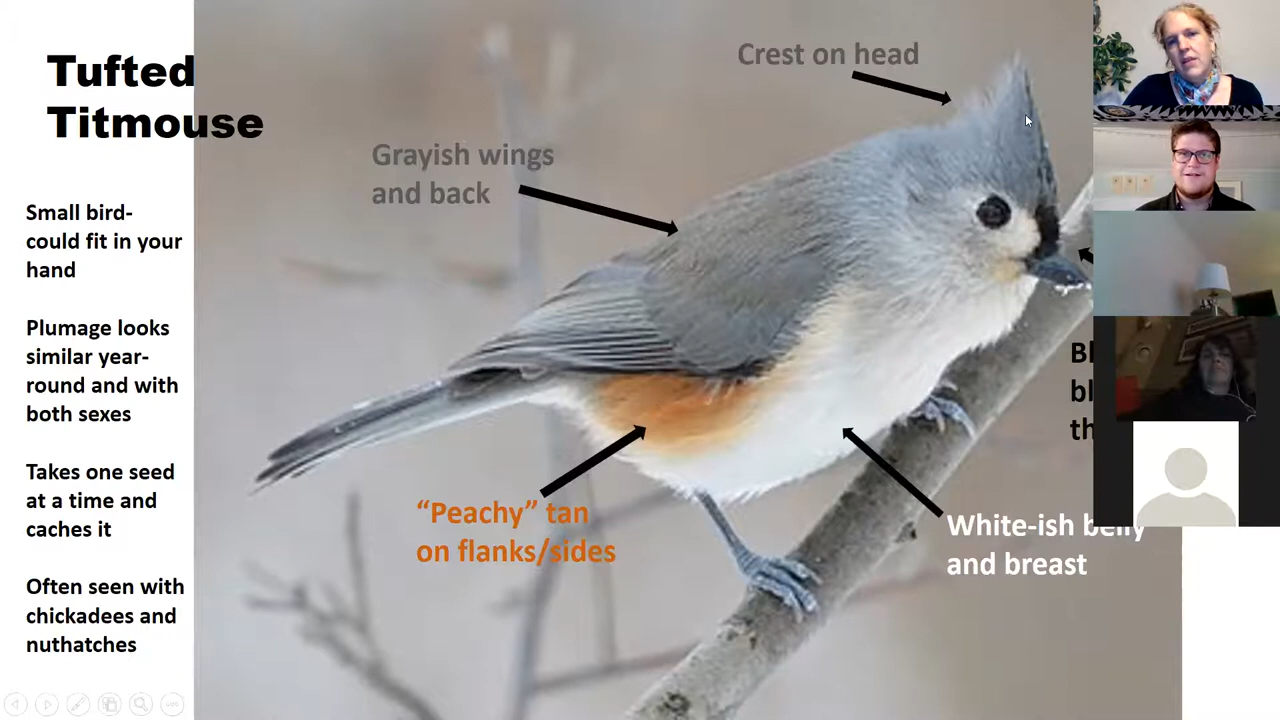 Tufted
Titmouse
Small bird-
could fit in your
hand
Plumage looks
similar year-
round and with
both sexes
Takes one seed
at a time and
caches it
Often seen with
chickadees and
nuthatches
Crest on head
Grayish wings
and back
“Peachy” tan
on flanks/sides
White-ish belly
and breast